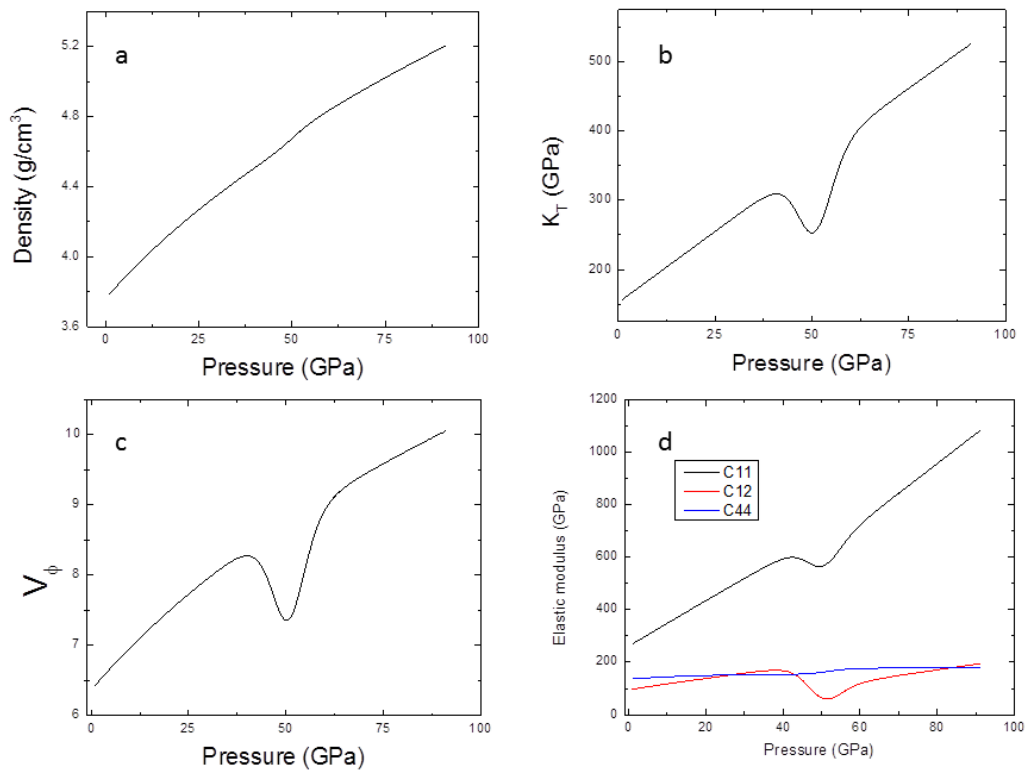 a
5.2
4.8
4.4
4.0
3.6
Density (g/cm³)
0 25 50 75 100
Pressure (GPa)
b
500
400
300
200
K_T (GPa)
0 25 50 75 100
Pressure (GPa)
c
10
9
8
7
6
V_ϕ
0 25 50 75 100
Pressure (GPa)
d
1200
1000
800
600
400
200
0
Elastic modulus (GPa)
C11
C12
C44
0 20 40 60 80 100
Pressure (GPa)